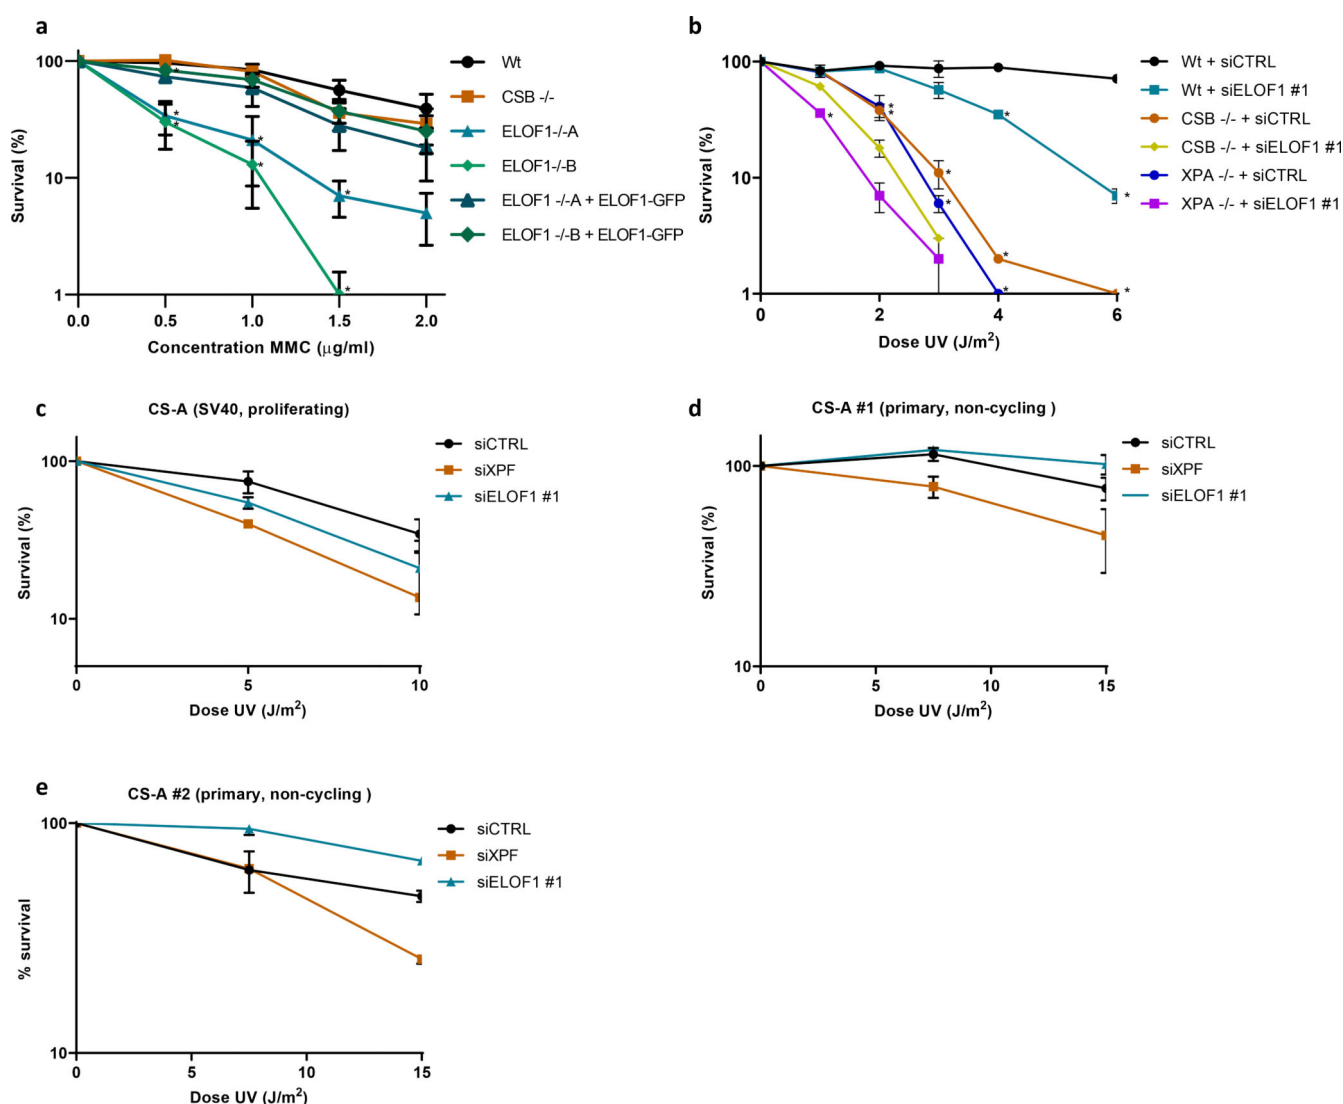 a
Survival (%)
100
10
1
0.0 0.5 1.0 1.5 2.0
Concentration MMC (µg/ml)
Wt
CSB -/-
ELOF1-/-A
ELOF1-/-B
ELOF1 -/-A + ELOF1-GFP
ELOF1 -/-B + ELOF1-GFP
* * * * * * *
b
Survival (%)
100
10
1
0 2 4 6
Dose UV (J/m²)
Wt + siCTRL
Wt + siELOF1 #1
CSB -/- + siCTRL
CSB -/- + siELOF1 #1
XPA -/- + siCTRL
XPA -/- + siELOF1 #1
* * * * * * * * * *
c
CS-A (SV40, proliferating)
Survival (%)
100
10
0 5 10
Dose UV (J/m²)
siCTRL
siXPF
siELOF1 #1
d
CS-A #1 (primary, non-cycling )
Survival (%)
100
10
0 5 10 15
Dose UV (J/m²)
siCTRL
siXPF
siELOF1 #1
e
CS-A #2 (primary, non-cycling )
% survival
100
10
0 5 10 15
Dose UV (J/m²)
siCTRL
siXPF
siELOF1 #1